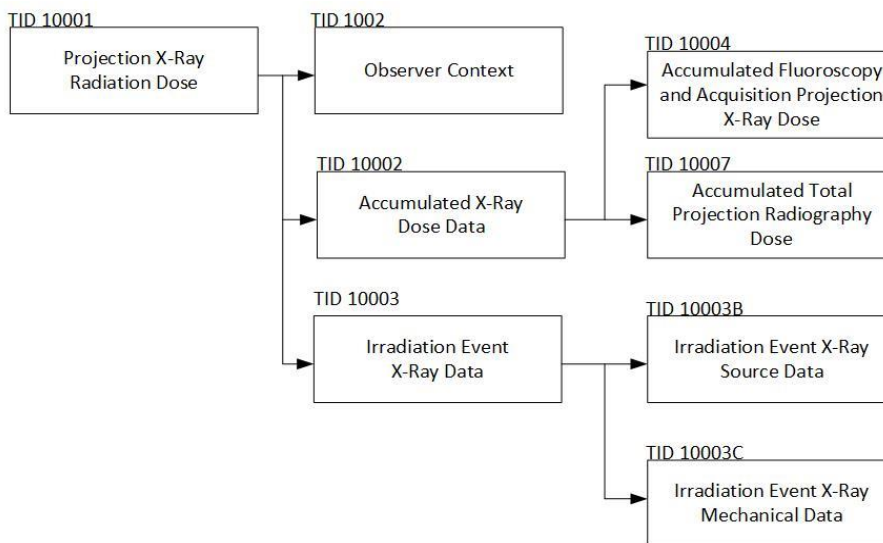 TID 10001
Projection X-Ray
Radiation Dose
TID 1002
Observer Context
TID 10004
Accumulated Fluoroscopy
and Acquisition Projection
X-Ray Dose
TID 10002
Accumulated X-Ray
Dose Data
TID 10007
Accumulated Total
Projection Radiography
Dose
TID 10003
Irradiation Event
X-Ray Data
TID 10003B
Irradiation Event X-Ray
Source Data
TID 10003C
Irradiation Event X-Ray
Mechanical Data